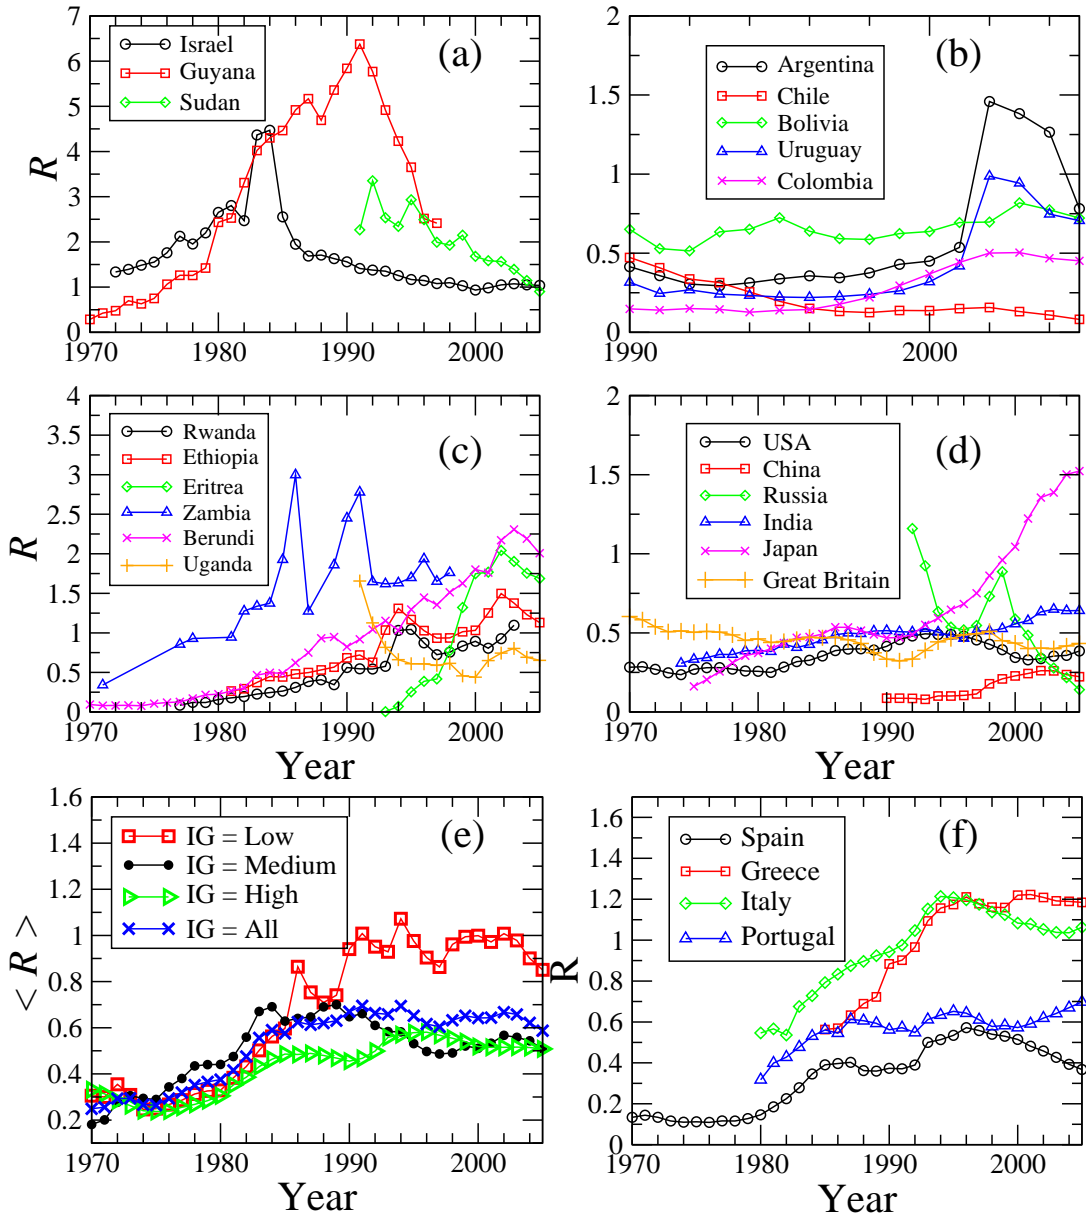 (a)
Israel
Guyana
Sudan
R
7
6
5
4
3
2
1
0
1970 1980 1990 2000
(b)
Argentina
Chile
Bolivia
Uruguay
Colombia
2
1.5
1
0.5
0
1990 2000
(c)
Rwanda
Ethiopia
Eritrea
Zambia
Berundi
Uganda
R
4
3.5
3
2.5
2
1.5
1
0.5
0
1970 1980 1990 2000
Year
(d)
USA
China
Russia
India
Japan
Great Britain
2
1.5
1
0.5
0
1970 1980 1990 2000
Year
(e)
IG = Low
IG = Medium
IG = High
IG = All
< R >
1.6
1.4
1.2
1
0.8
0.6
0.4
0.2
1970 1980 1990 2000
Year
(f)
Spain
Greece
Italy
Portugal
R
1.6
1.4
1.2
1
0.8
0.6
0.4
0.2
0
1970 1980 1990 2000
Year